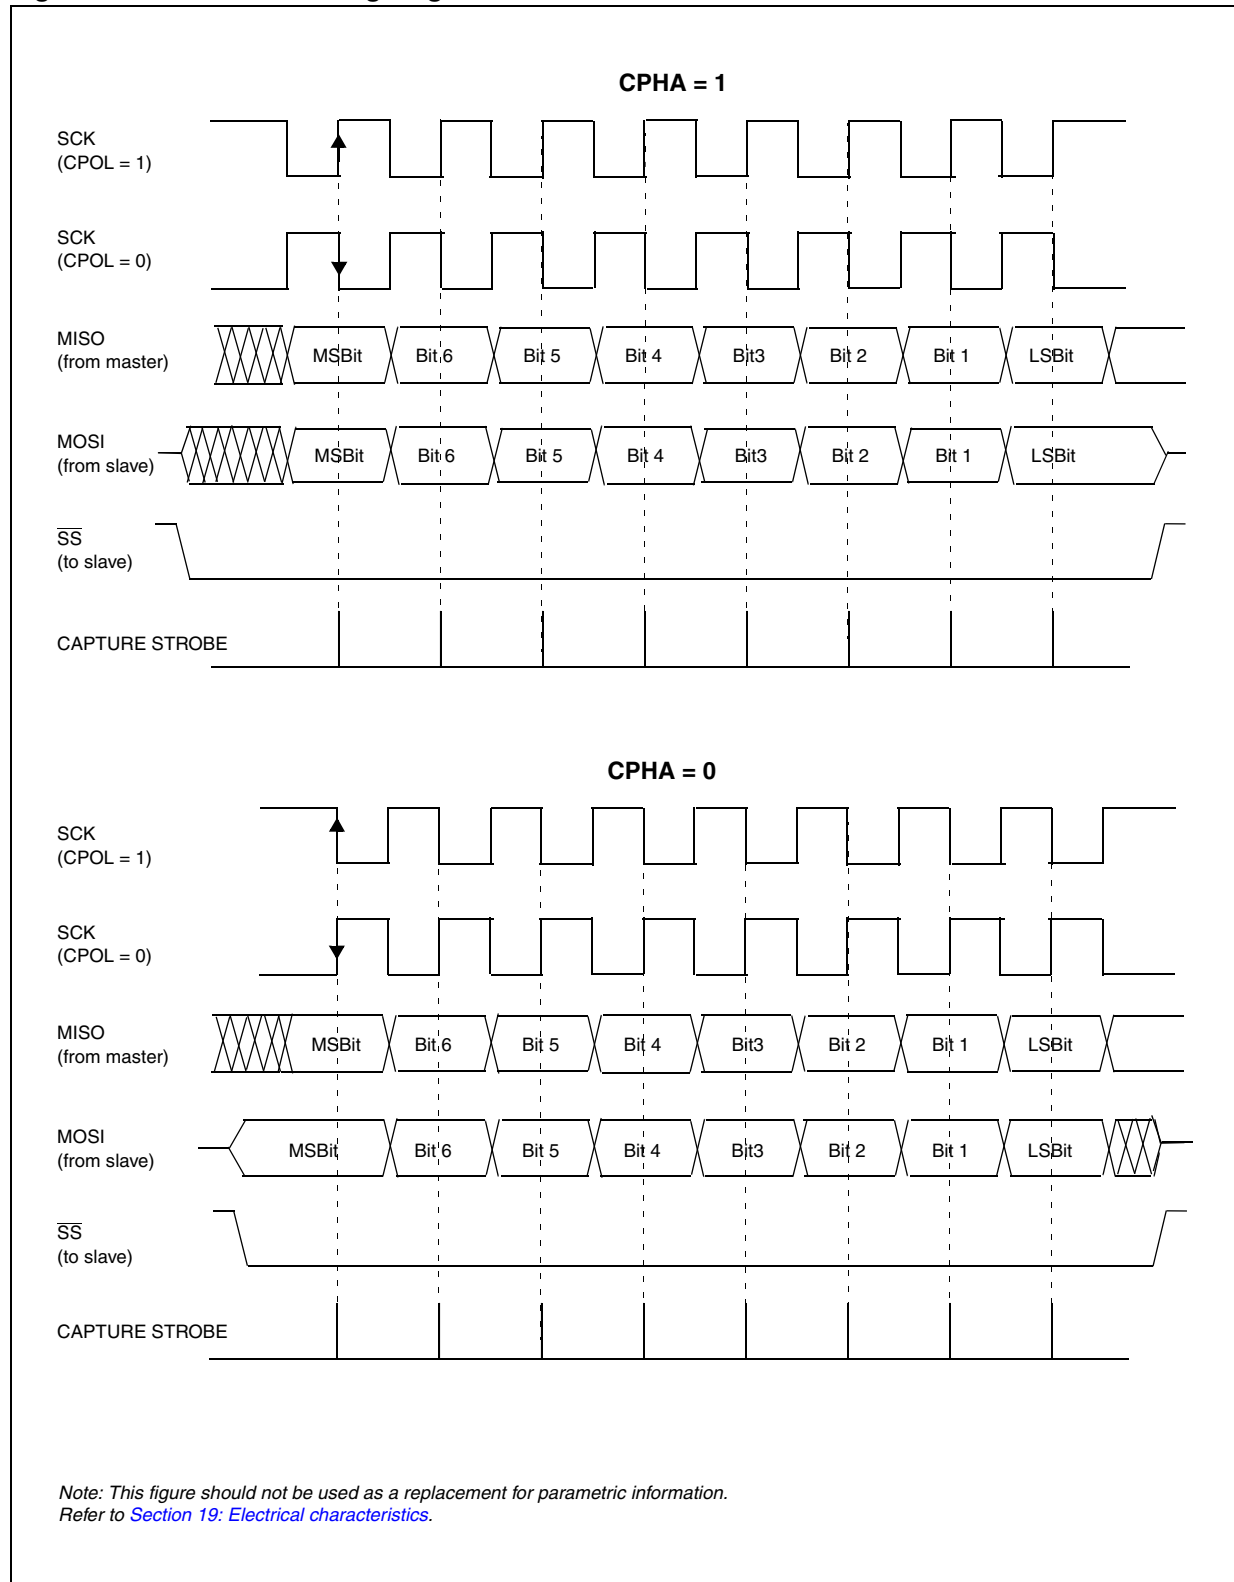 CPHA = 1
SCK
(CPOL = 1)
SCK
(CPOL = 0)
MISO
(from master)
MSBit Bit 6 Bit 5 Bit 4 Bit3 Bit 2 Bit 1 LSBit
MOSI
(from slave)
MSBit Bit 6 Bit 5 Bit 4 Bit3 Bit 2 Bit 1 LSBit
SS
(to slave)
CAPTURE STROBE
CPHA = 0
SCK
(CPOL = 1)
SCK
(CPOL = 0)
MISO
(from master)
MSBit Bit 6 Bit 5 Bit 4 Bit3 Bit 2 Bit 1 LSBit
MOSI
(from slave)
MSBit Bit 6 Bit 5 Bit 4 Bit3 Bit 2 Bit 1 LSBit
SS
(to slave)
CAPTURE STROBE
Note: This figure should not be used as a replacement for parametric information.
Refer to Section 19: Electrical characteristics.